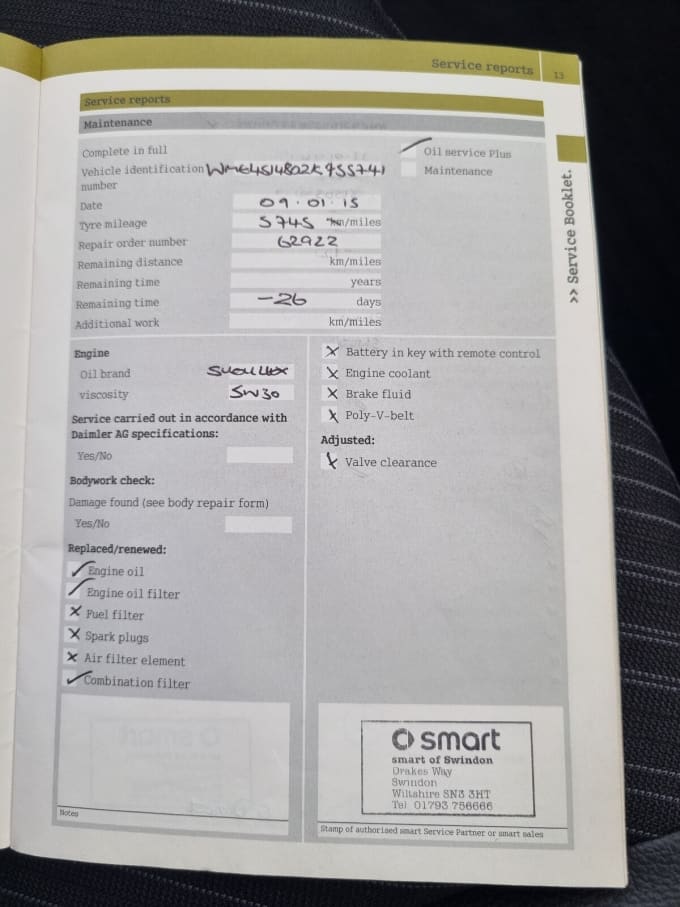 Service reports 13
Service reports
Maintenance
Complete in full
Oil service Plus
Vehicle identification number
Maintenance
Date 09.01.15
Tyre mileage 5745 km/miles
Repair order number 62922
Remaining distance km/miles
Remaining time years
Remaining time -26 days
Additional work km/miles
Engine
Oil brand
viscosity 5W30
Service carried out in accordance with
Daimler AG specifications:
Yes/No
Bodywork check:
Damage found (see body repair form)
Yes/No
Replaced/renewed:
Engine oil
Engine oil filter
Fuel filter
Spark plugs
Air filter element
Combination filter
Battery in key with remote control
Engine coolant
Brake fluid
Poly-V-belt
Adjusted:
Valve clearance
Notes
smart
smart of Swindon
Drakes Way
Swindon
Wiltshire SN3 3HT
Tel 01793 756666
Stamp of authorised smart Service Partner or smart sales
>> Service Booklet.